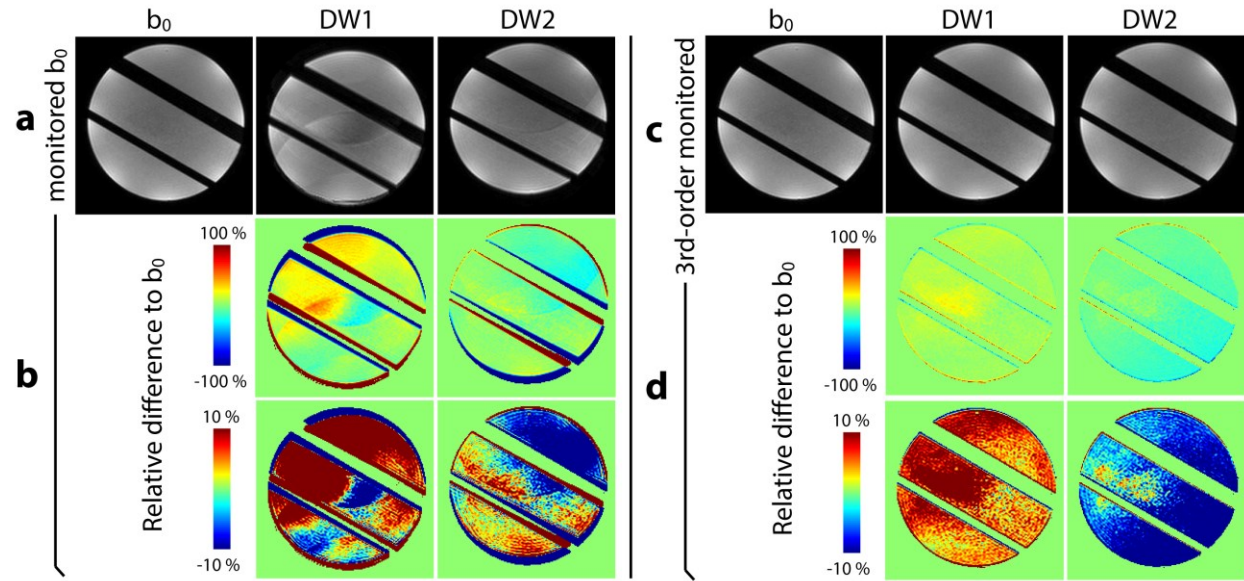 b₀
DW1
DW2
a
monitored b₀
b
Relative difference to b₀
100 %
-100 %
10 %
-10 %
b₀
DW1
DW2
c
3rd-order monitored
d
Relative difference to b₀
100 %
-100 %
10 %
-10 %